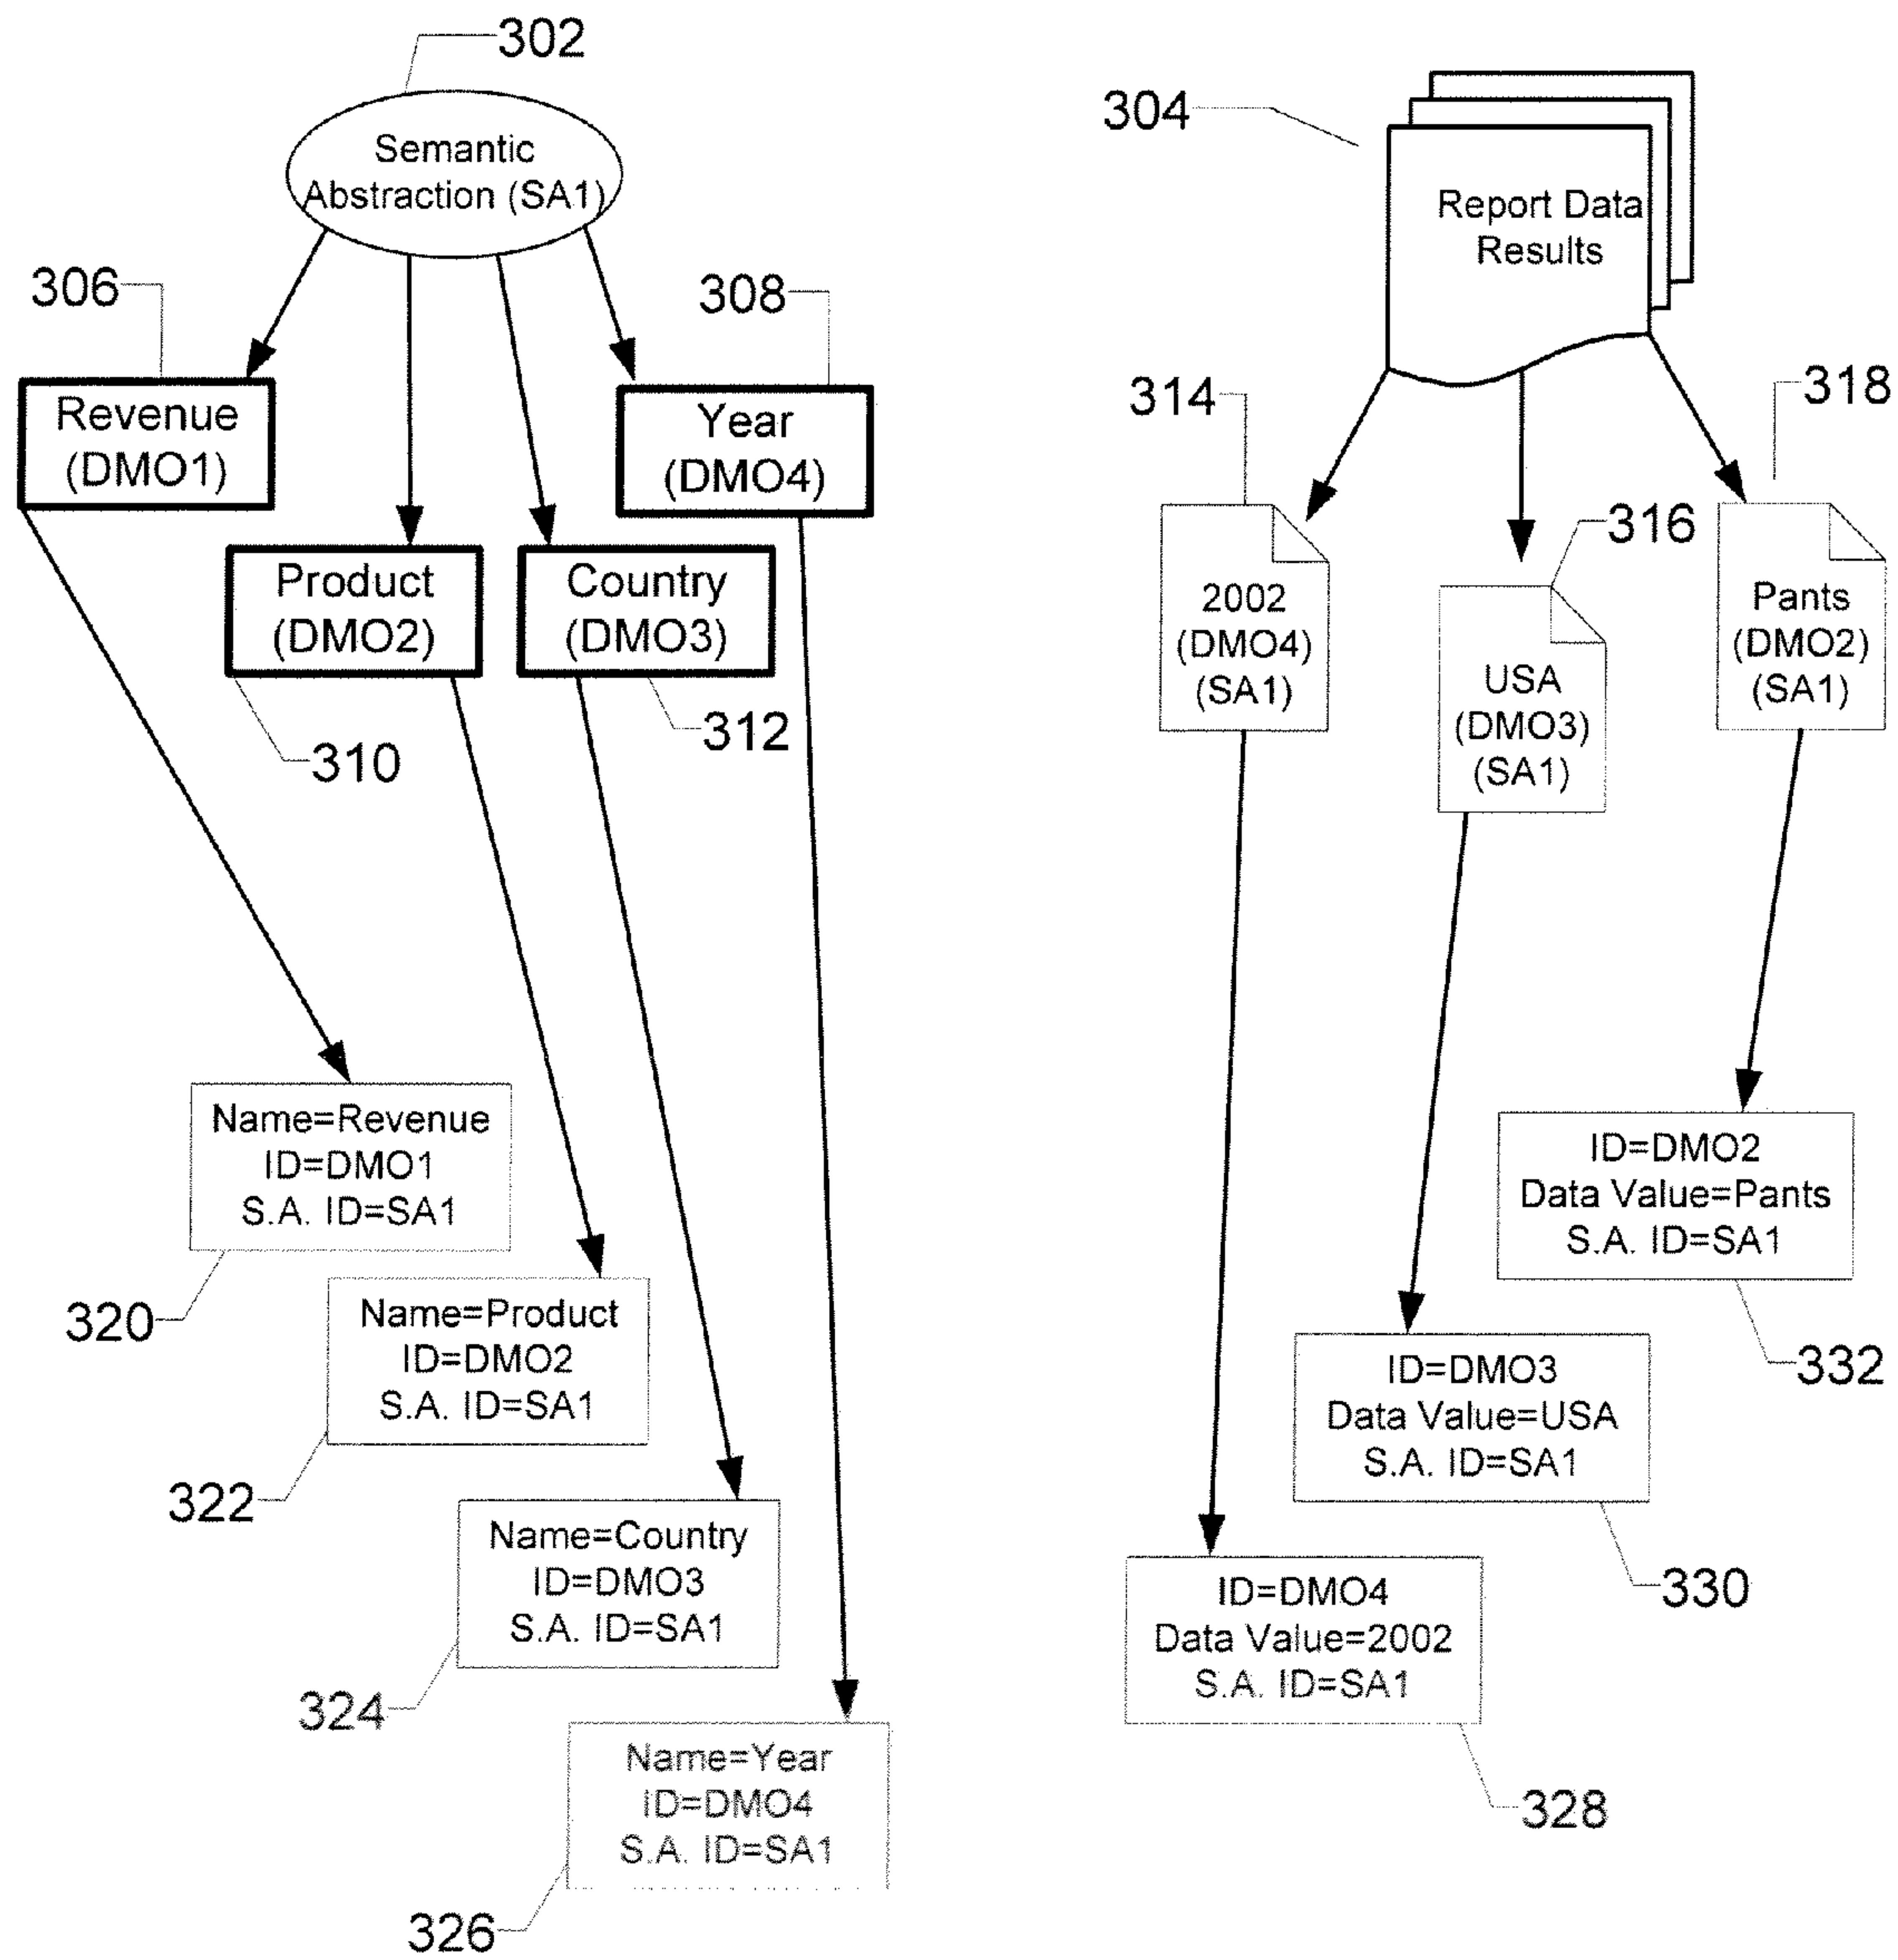 302
Semantic
Abstraction (SA1)
306
308
Revenue
(DMO1)
Year
(DMO4)
Product
(DMO2)
Country
(DMO3)
310
312
Name=Revenue
ID=DMO1
S.A. ID=SA1
320
Name=Product
ID=DMO2
S.A. ID=SA1
322
Name=Country
ID=DMO3
S.A. ID=SA1
324
Name=Year
ID=DMO4
S.A. ID=SA1
326
304
Report Data
Results
314
318
316
2002
(DMO4)
(SA1)
USA
(DMO3)
(SA1)
Pants
(DMO2)
(SA1)
ID=DMO2
Data Value=Pants
S.A. ID=SA1
332
ID=DMO3
Data Value=USA
S.A. ID=SA1
330
ID=DMO4
Data Value=2002
S.A. ID=SA1
328